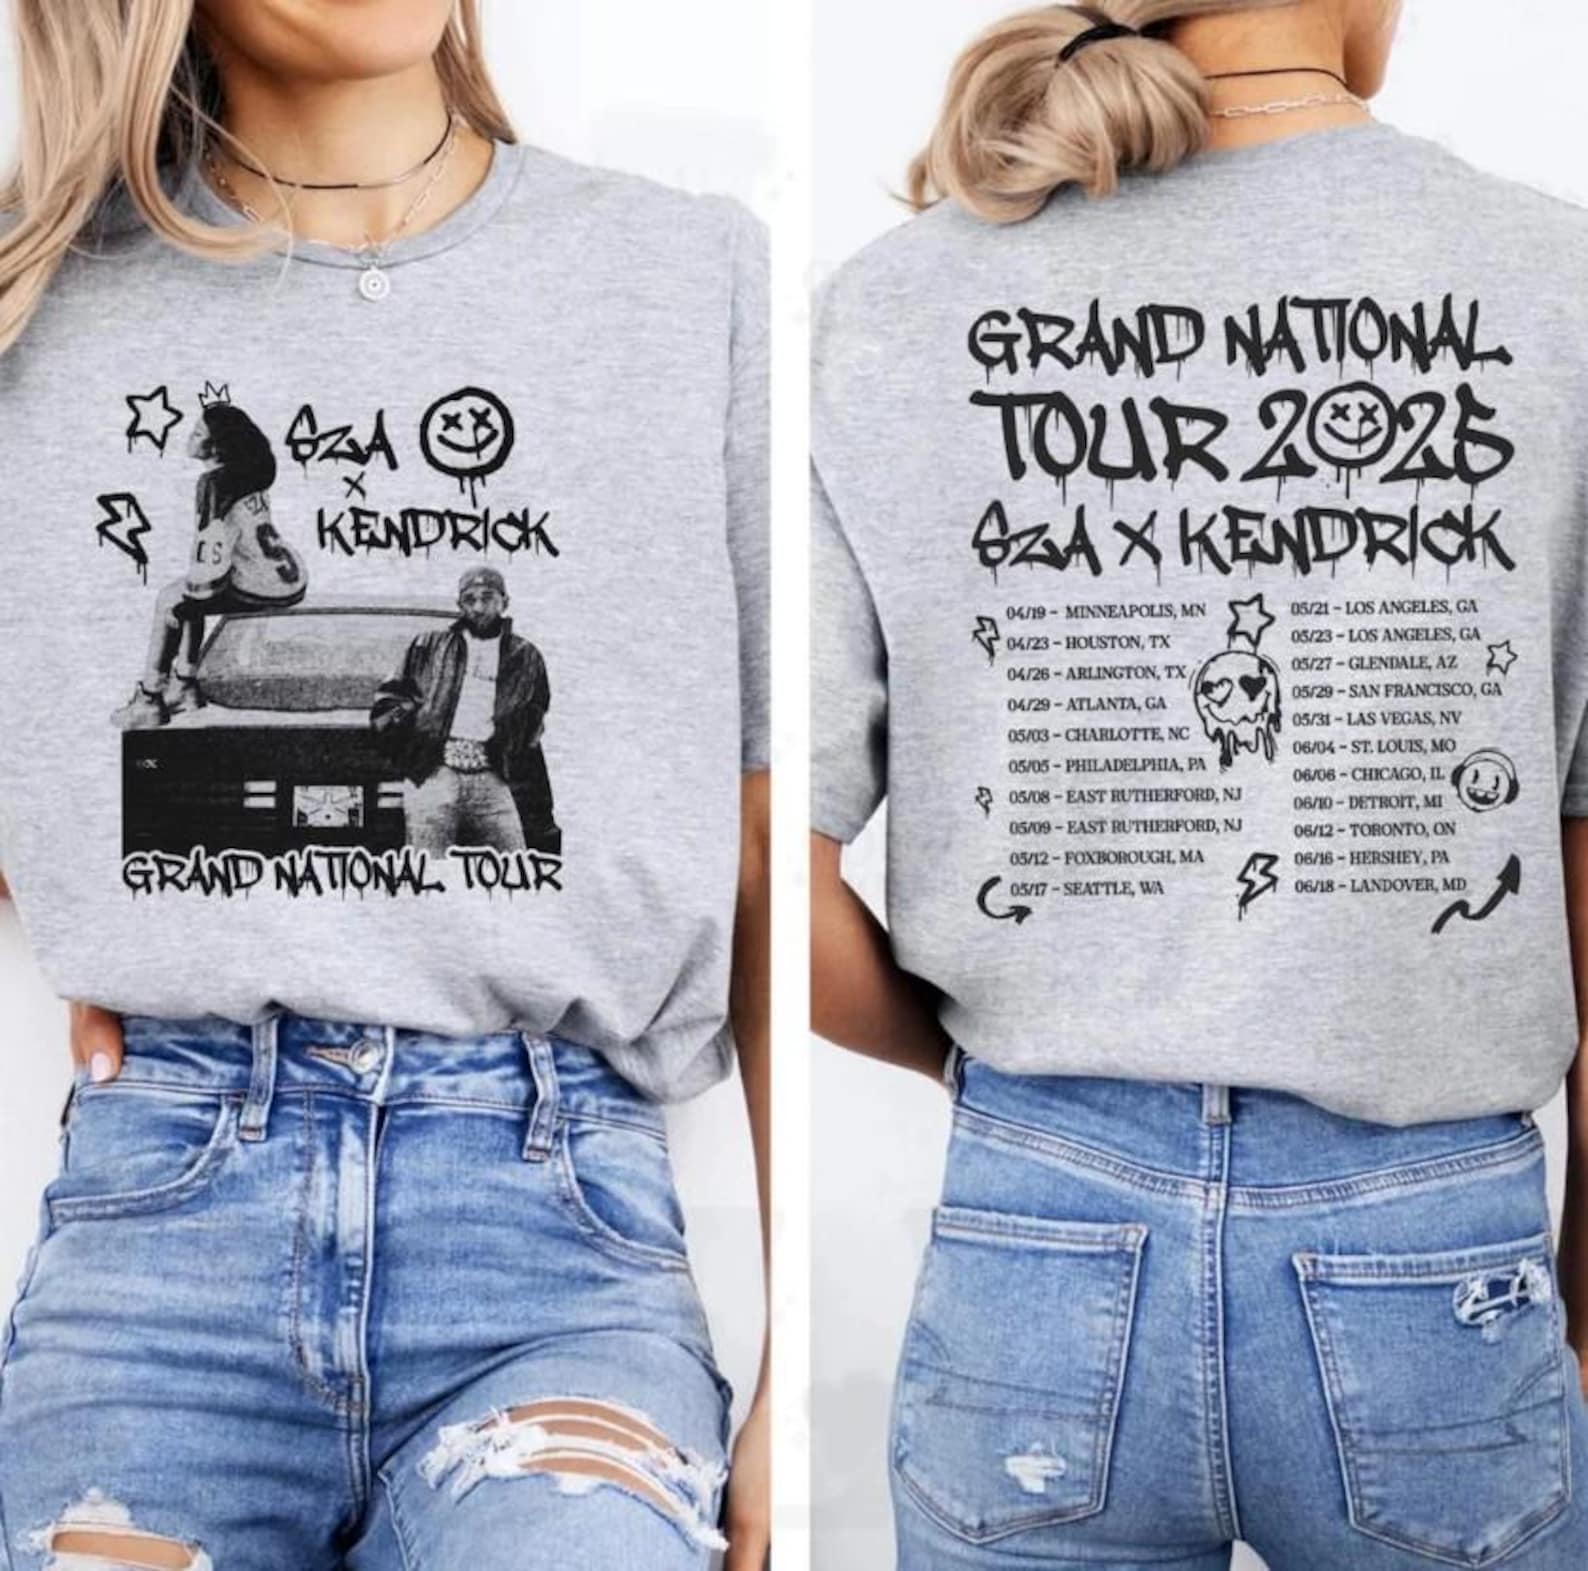 SZA
X
KENDRICK
S
GRAND NATIONAL TOUR
GRAND NATIONAL
TOUR 2025
SZA X KENDRICK
04/19 - MINNEAPOLIS, MN
04/23 - HOUSTON, TX
04/26 - ARLINGTON, TX
04/29 - ATLANTA, GA
05/03 - CHARLOTTE, NC
05/05 - PHILADELPHIA, PA
05/08 - EAST RUTHERFORD, NJ
05/09 - EAST RUTHERFORD, NJ
05/12 - FOXBOROUGH, MA
05/17 - SEATTLE, WA
05/21 - LOS ANGELES, GA
05/23 - LOS ANGELES, GA
05/27 - GLENDALE, AZ
05/29 - SAN FRANCISCO, GA
05/31 - LAS VEGAS, NV
06/04 - ST. LOUIS, MO
06/06 - CHICAGO, IL
06/10 - DETROIT, MI
06/12 - TORONTO, ON
06/16 - HERSHEY, PA
06/18 - LANDOVER, MD